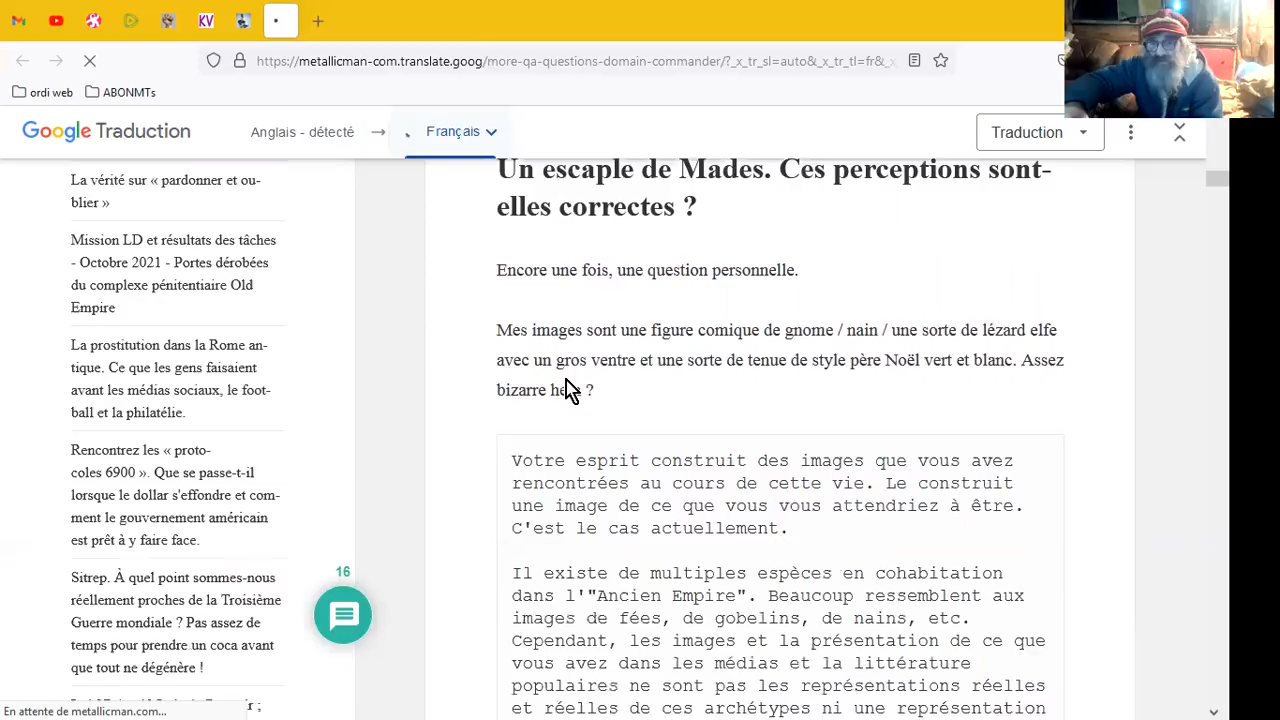 KV
https://metallicman-com.translate.goog/more-qa-questions-domain-commander/?_x_tr_sl=auto&_x_tr_tl=fr&_x_
ordi web
ABONMTs
Google Traduction
Anglais - détecté
Français
Traduction
La vérité sur « pardonner et ou-
blier »
Mission LD et résultats des tâches
- Octobre 2021 - Portes dérobées
du complexe pénitentiaire Old
Empire
La prostitution dans la Rome an-
tique. Ce que les gens faisaient
avant les médias sociaux, le foot-
ball et la philatélie.
Rencontrez les « proto-
coles 6900 ». Que se passe-t-il
lorsque le dollar s'effondre et com-
ment le gouvernement américain
est prêt à y faire face.
Sitrep. À quel point sommes-nous
réellement proches de la Troisième
Guerre mondiale ? Pas assez de
temps pour prendre un coca avant
que tout ne dégénère !
16
Un escaple de Mades. Ces perceptions sont-
elles correctes ?
Encore une fois, une question personnelle.
Mes images sont une figure comique de gnome / nain / une sorte de lézard elfe
avec un gros ventre et une sorte de tenue de style père Noël vert et blanc. Assez
bizarre ?
Votre esprit construit des images que vous avez
rencontrées au cours de cette vie. Le construit
une image de ce que vous vous attendriez à être.
C'est le cas actuellement.
Il existe de multiples espèces en cohabitation
dans l'"Ancien Empire". Beaucoup ressemblent aux
images de fées, de gobelins, de nains, etc.
Cependant, les images et la présentation de ce que
vous avez dans les médias et la littérature
populaires ne sont pas les représentations réelles
et réelles de ces archétypes ni une représentation
En attente de metallicman.com...